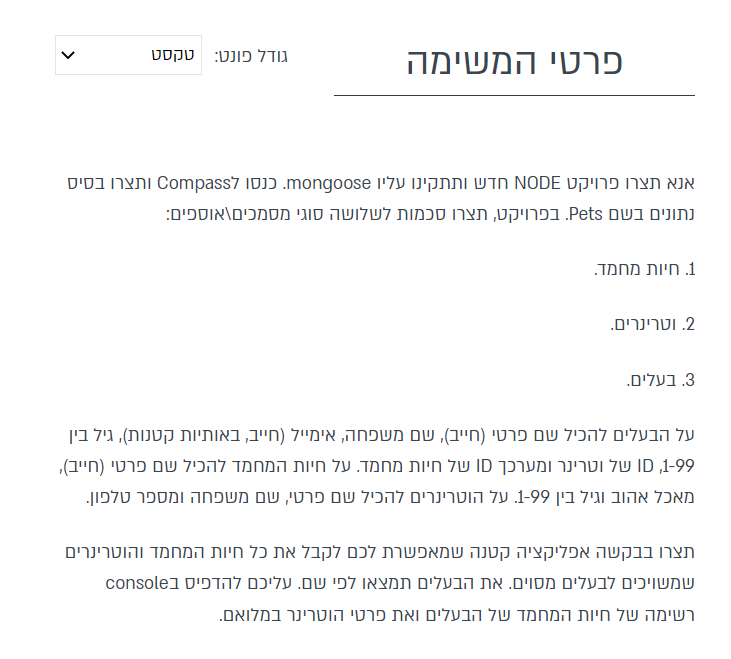 פרטי המשימה
גודל פונט:
טקסט
אנא תצרו פרויקט NODE חדש ותתקינו עליו mongoose. כנסו לCompass ותצרו בסיס
נתונים בשם Pets. בפרויקט, תצרו סכמות לשלושה סוגי מסמכים\אוספים:
1. חיות מחמד.
2. וטרינרים.
3. בעלים.
על הבעלים להכיל שם פרטי (חייב), שם משפחה, אימייל (חייב, באותיות קטנות), גיל בין
1-99, ID של וטרינר ומערך ID של חיות מחמד. על חיות המחמד להכיל שם פרטי (חייב),
מאכל אהוב וגיל בין 1-99. על הוטרינרים להכיל שם פרטי, שם משפחה ומספר טלפון.
תצרו בבקשה אפליקציה קטנה שמאפשרת לכם לקבל את כל חיות המחמד והוטרינרים
שמשויכים לבעלים מסוים. את הבעלים תמצאו לפי שם. עליכם להדפיס בconsole
רשימה של חיות המחמד של הבעלים ואת פרטי הוטרינר במלואם.